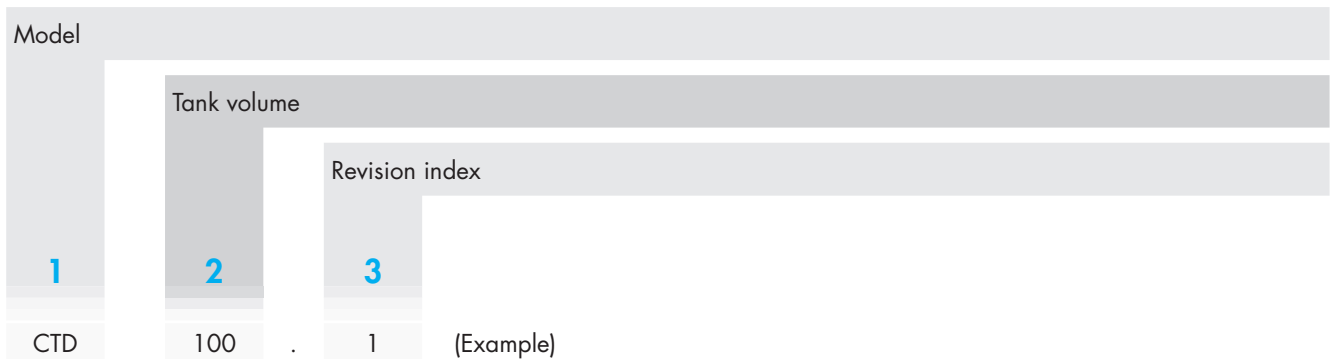 Model
Tank volume
Revision index
1 2 3
CTD 100 . 1 (Example)